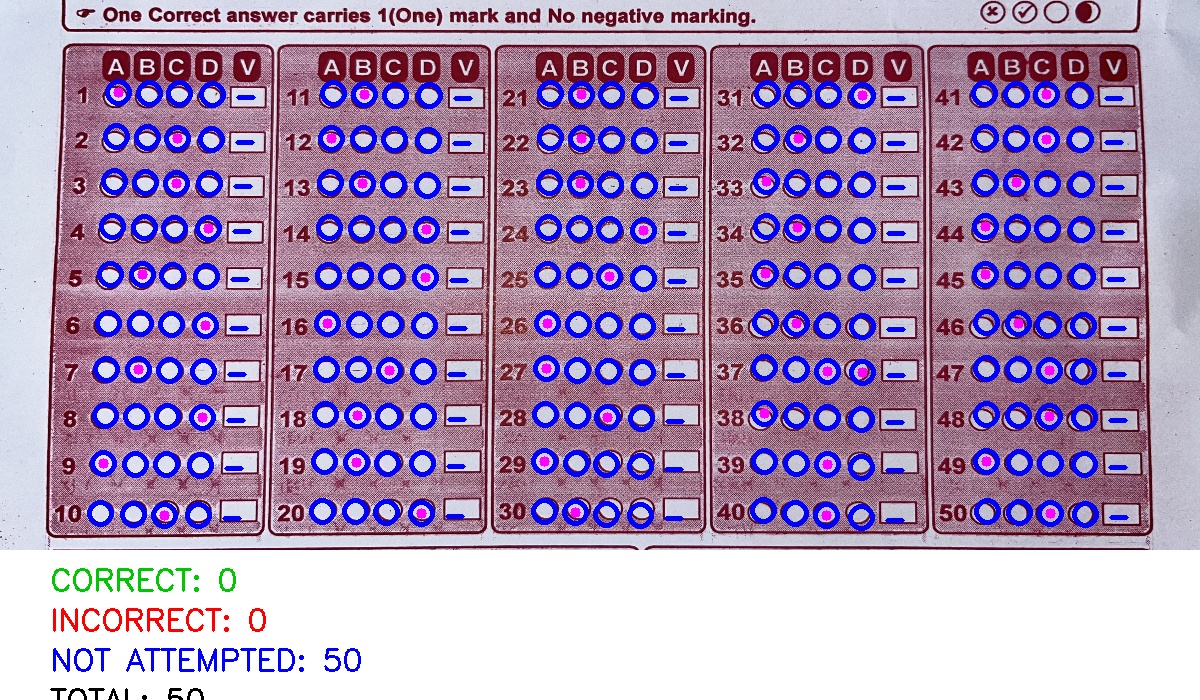 ☞ One Correct answer carries 1(One) mark and No negative marking.
A B C D V A B C D V A B C D V A B C D V A B C D V
1 11 21 31 41
2 12 22 32 42
3 13 23 33 43
4 14 24 34 44
5 15 25 35 45
6 16 26 36 46
7 17 27 37 47
8 18 28 38 48
9 19 29 39 49
10 20 30 40 50
CORRECT: 0
INCORRECT: 0
NOT ATTEMPTED: 50
TOTAL: 50